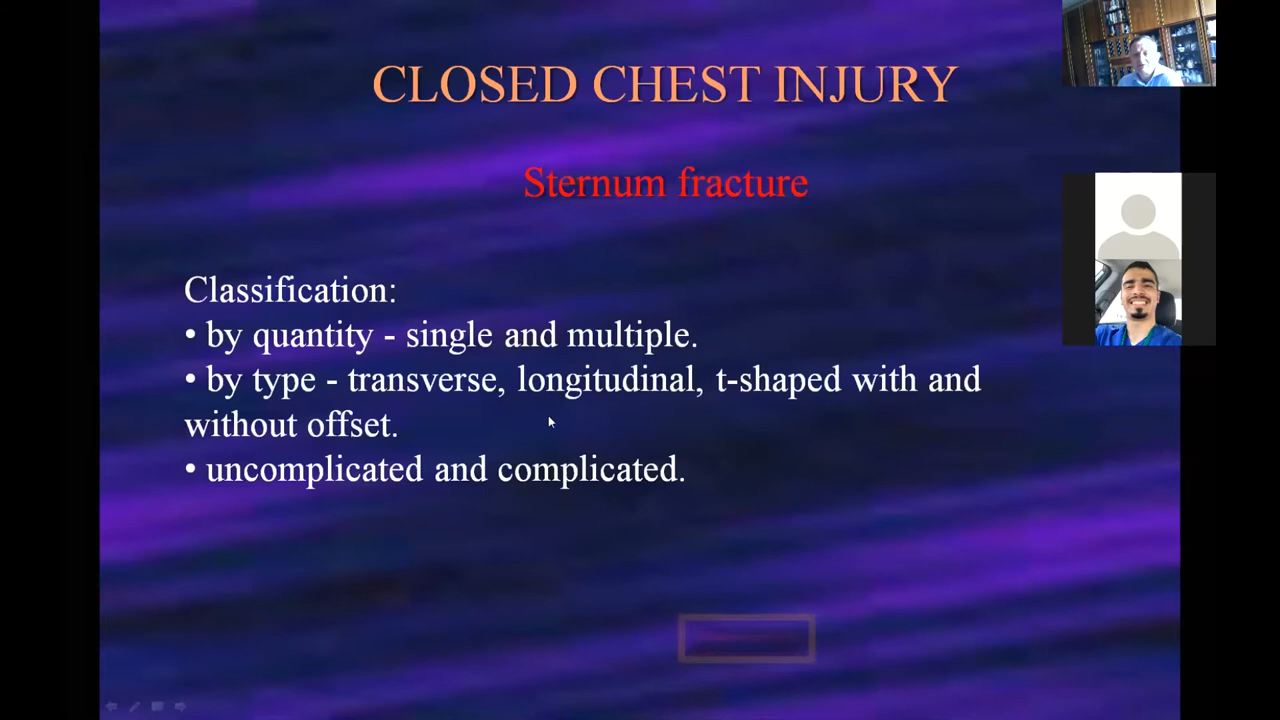 CLOSED CHEST INJURY
Sternum fracture
Classification:
• by quantity - single and multiple.
• by type - transverse, longitudinal, t-shaped with and
without offset.
• uncomplicated and complicated.